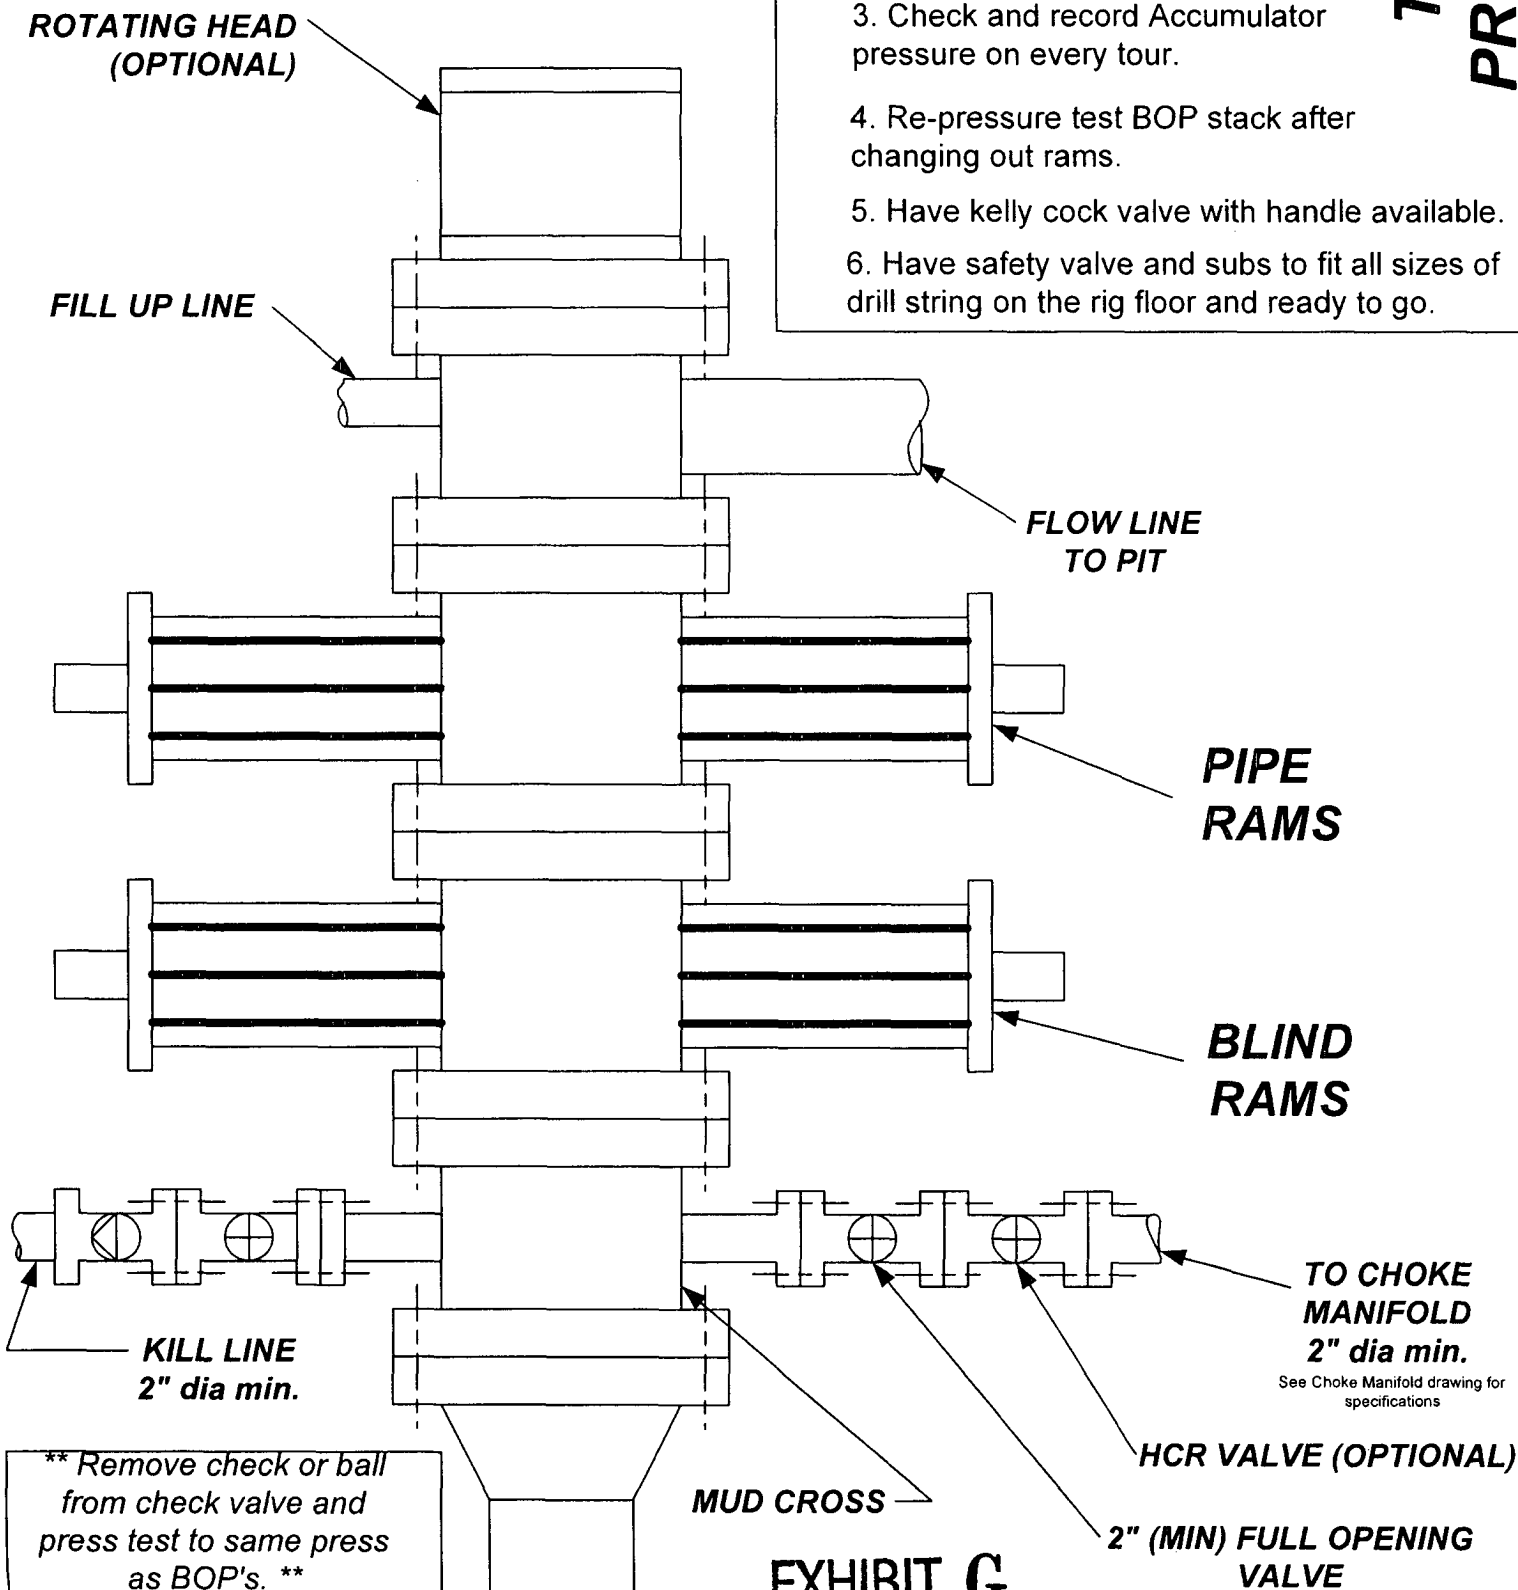 ROTATING HEAD
(OPTIONAL)
3. Check and record Accumulator
pressure on every tour.
4. Re-pressure test BOP stack after
changing out rams.
5. Have kelly cock valve with handle available.
6. Have safety valve and subs to fit all sizes of
drill string on the rig floor and ready to go.
PR
FILL UP LINE
FLOW LINE
TO PIT
PIPE
RAMS
BLIND
RAMS
KILL LINE
2" dia min.
TO CHOKE
MANIFOLD
2" dia min.
See Choke Manifold drawing for
specifications
HCR VALVE (OPTIONAL)
MUD CROSS
2" (MIN) FULL OPENING
VALVE
** Remove check or ball
from check valve and
press test to same press
as BOP's. **
EXHIBIT G